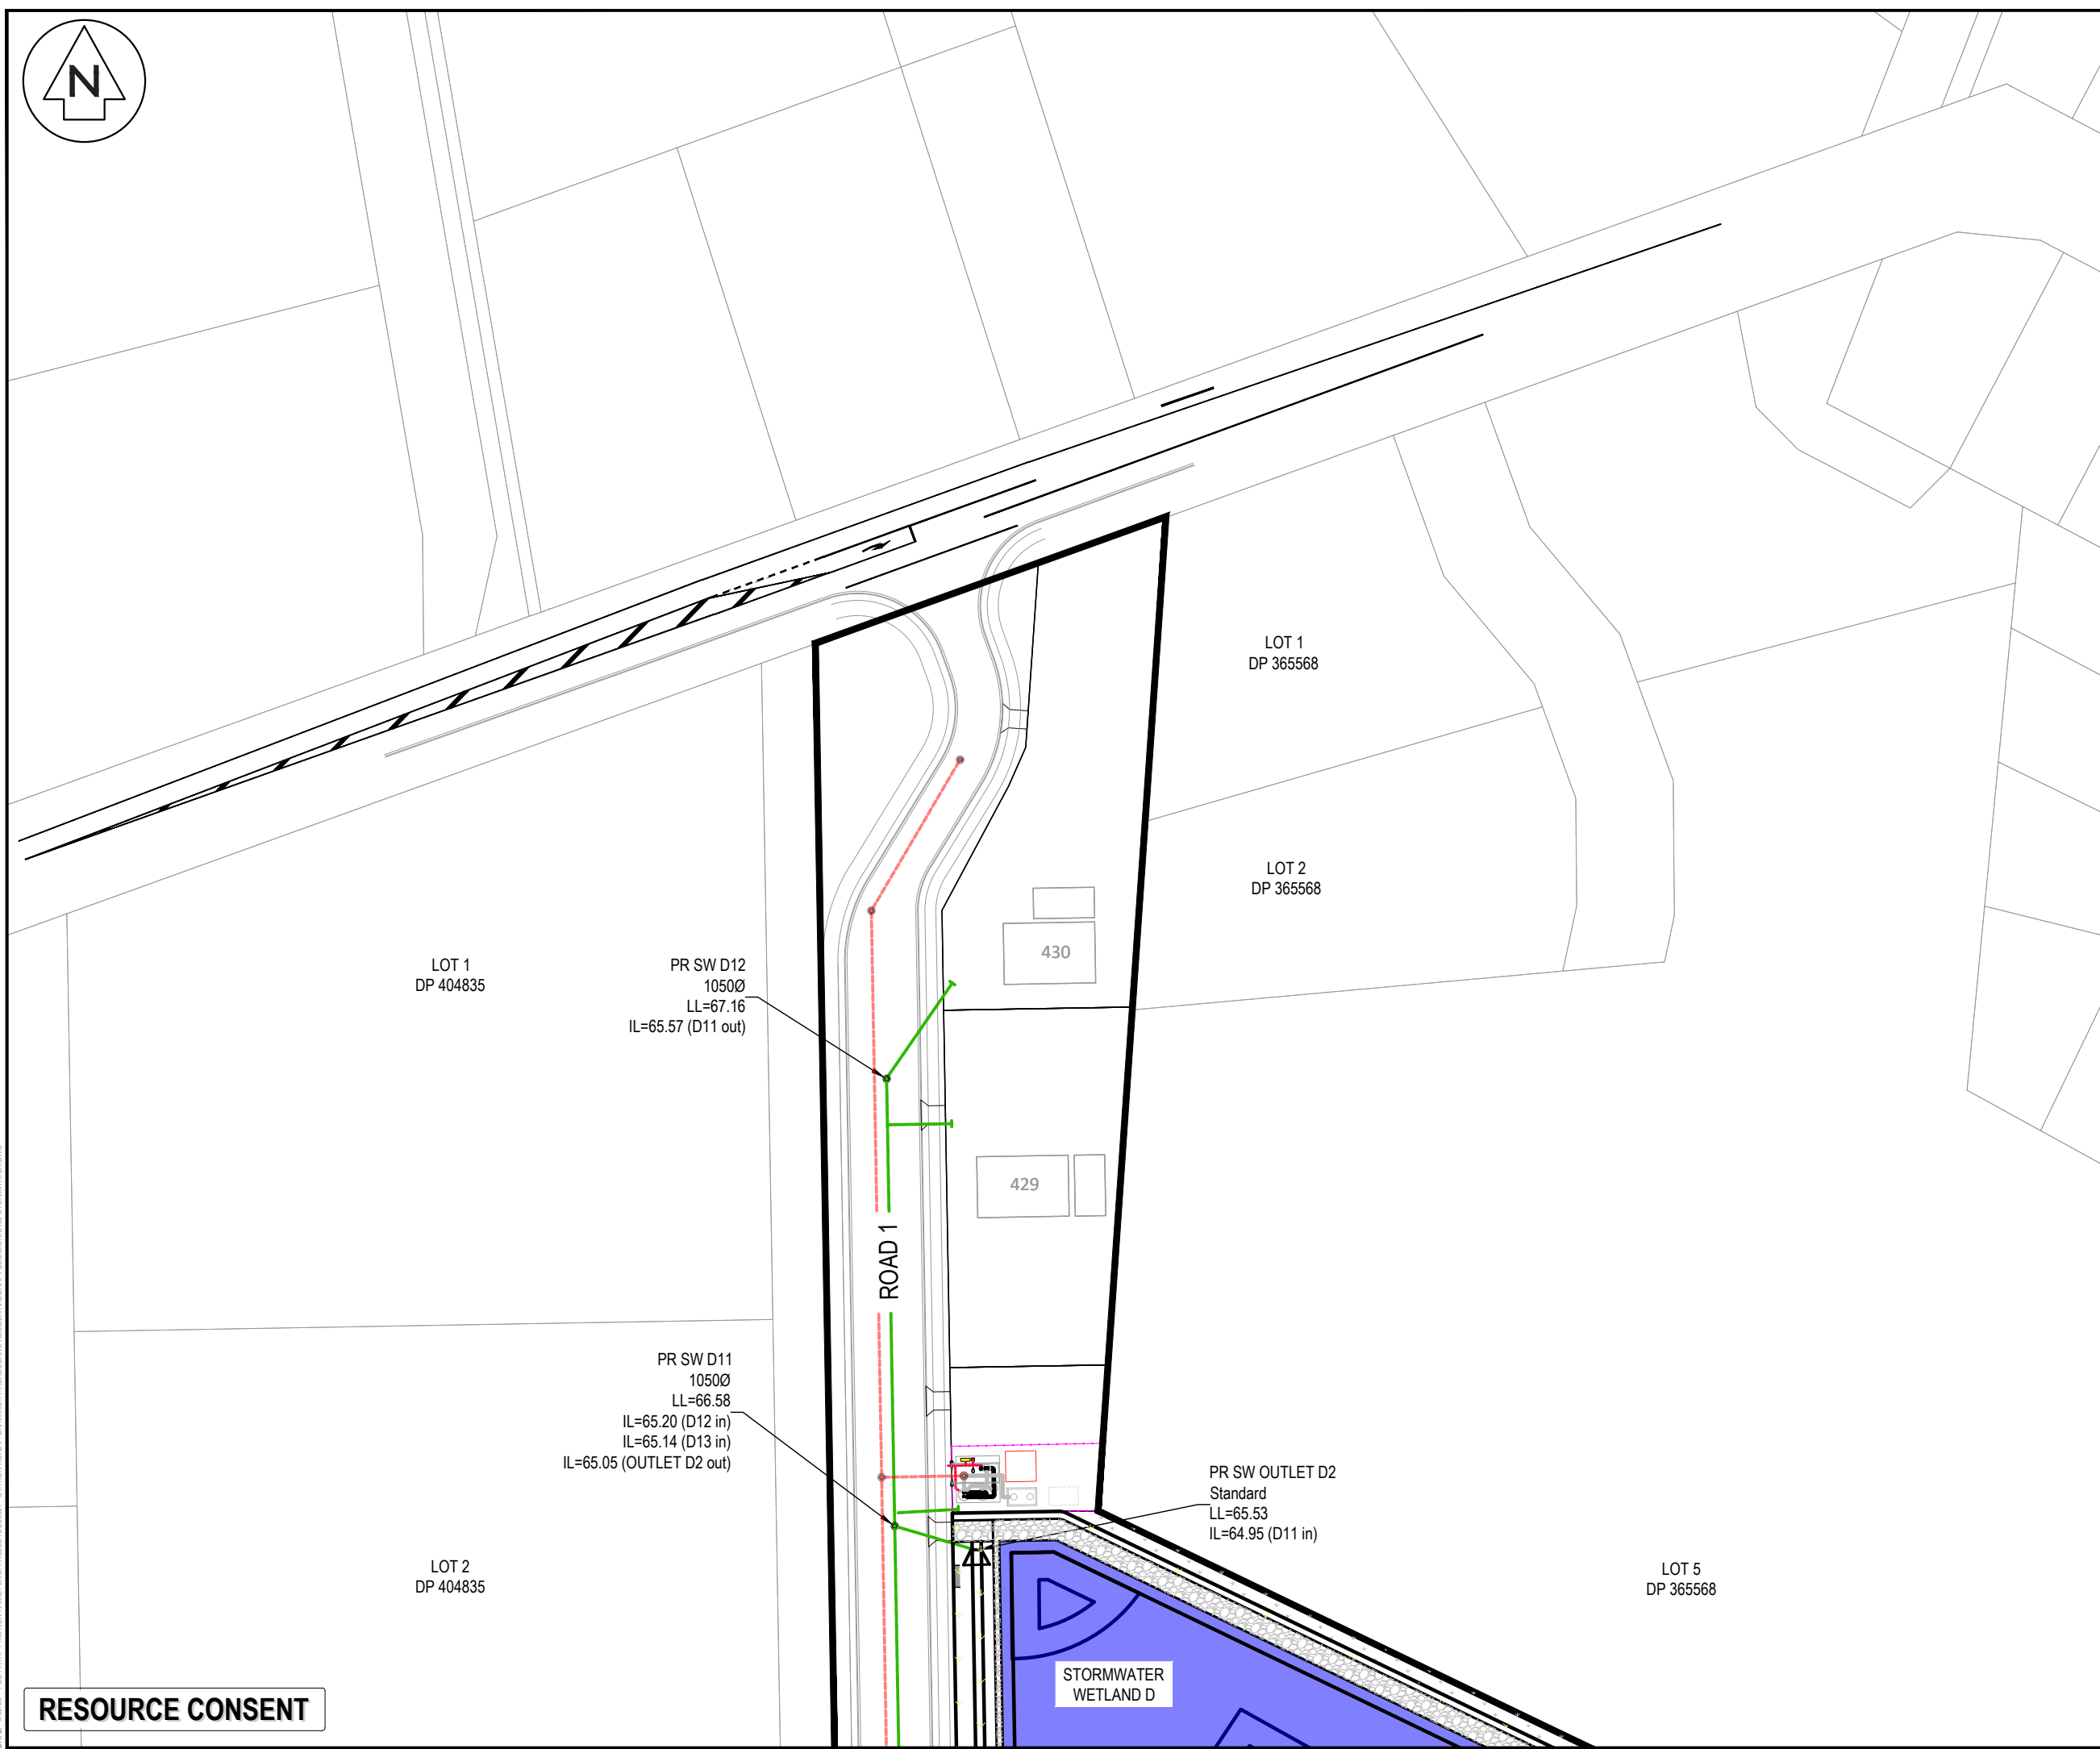 N
LOT 1
DP 365568
LOT 2
DP 365568
430
LOT 1
DP 404835
PR SW D12
1050Ø
LL=67.16
IL=65.57 (D11 out)
429
ROAD 1
PR SW D11
1050Ø
LL=66.58
IL=65.20 (D12 in)
IL=65.14 (D13 in)
IL=65.05 (OUTLET D2 out)
PR SW OUTLET D2
Standard
LL=65.53
IL=64.95 (D11 in)
LOT 2
DP 404835
LOT 5
DP 365568
STORMWATER
WETLAND D
RESOURCE CONSENT